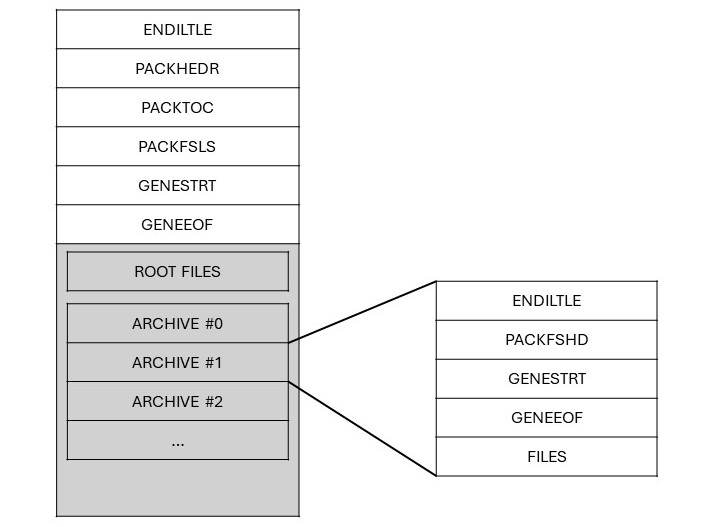 ENDILTLE
PACKHEDR
PACKTOC
PACKFSLS
GENESTRT
GENEEOF
ROOT FILES
ARCHIVE #0
ARCHIVE #1
ARCHIVE #2
...
ENDILTLE
PACKFSHD
GENESTRT
GENEEOF
FILES